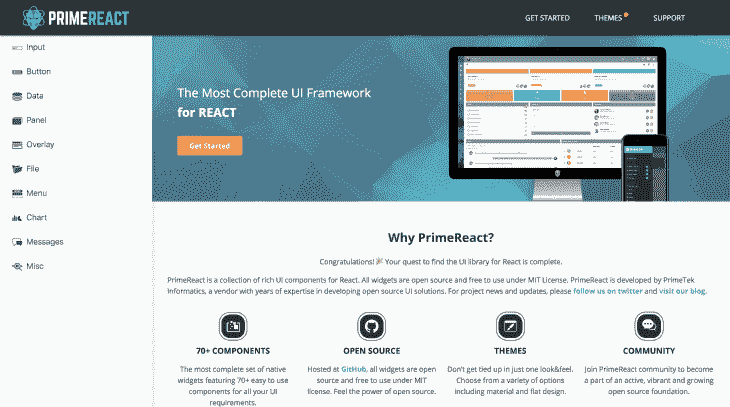 PRIMEREACT
GET STARTED
THEMES
SUPPORT
Input
Button
Data
Panel
Overlay
File
Menu
Chart
Messages
Misc
The Most Complete UI Framework
for REACT
Get Started
Why PrimeReact?
Congratulations! 🎉 Your quest to find the UI library for React is complete.
PrimeReact is a collection of rich UI components for React. All widgets are open source and free to use under MIT License. PrimeReact is developed by PrimeTek
Informatics, a vendor with years of expertise in developing open source UI solutions. For project news and updates, please follow us on twitter and visit our blog.
70+ COMPONENTS
The most complete set of native
widgets featuring 70+ easy to use
components for all your UI
requirements.
OPEN SOURCE
Hosted at GitHub, all widgets are open
source and free to use under MIT
license. Feel the power of open source.
THEMES
Don't get tied up in just one look&feel.
Choose from a variety of options
including material and flat design.
COMMUNITY
Join PrimeReact community to become
a part of an active, vibrant and growing
open source foundation.